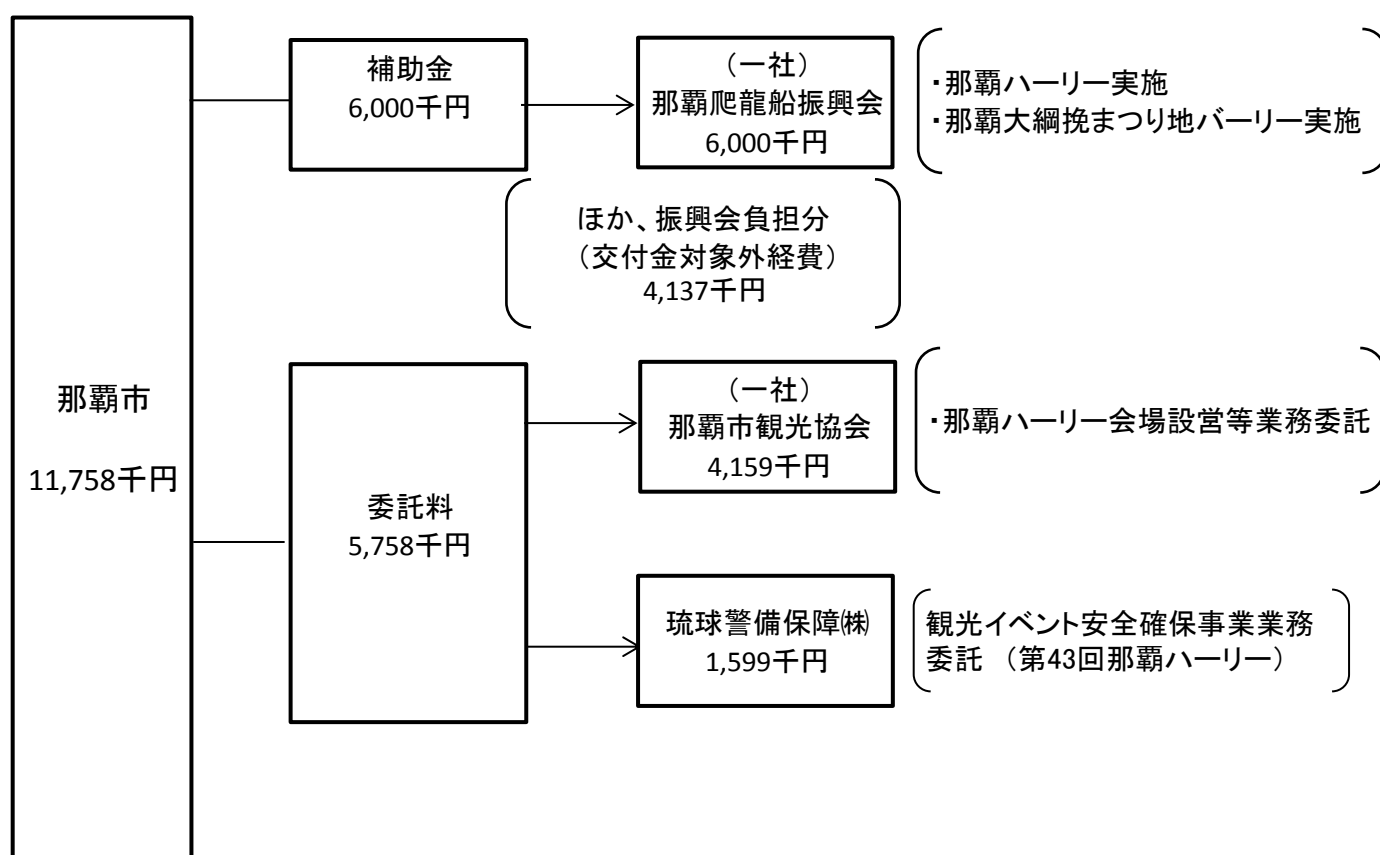 那覇市
11,758千円
補助金
6,000千円
（一社）
那覇爬龍船振興会
6,000千円
・那覇ハーリー実施
・那覇大綱挽まつり地バーリー実施
ほか、振興会負担分
（交付金対象外経費）
4,137千円
委託料
5,758千円
（一社）
那覇市観光協会
4,159千円
・那覇ハーリー会場設営等業務委託
琉球警備保障㈱
1,599千円
観光イベント安全確保事業業務
委託　（第43回那覇ハーリー）